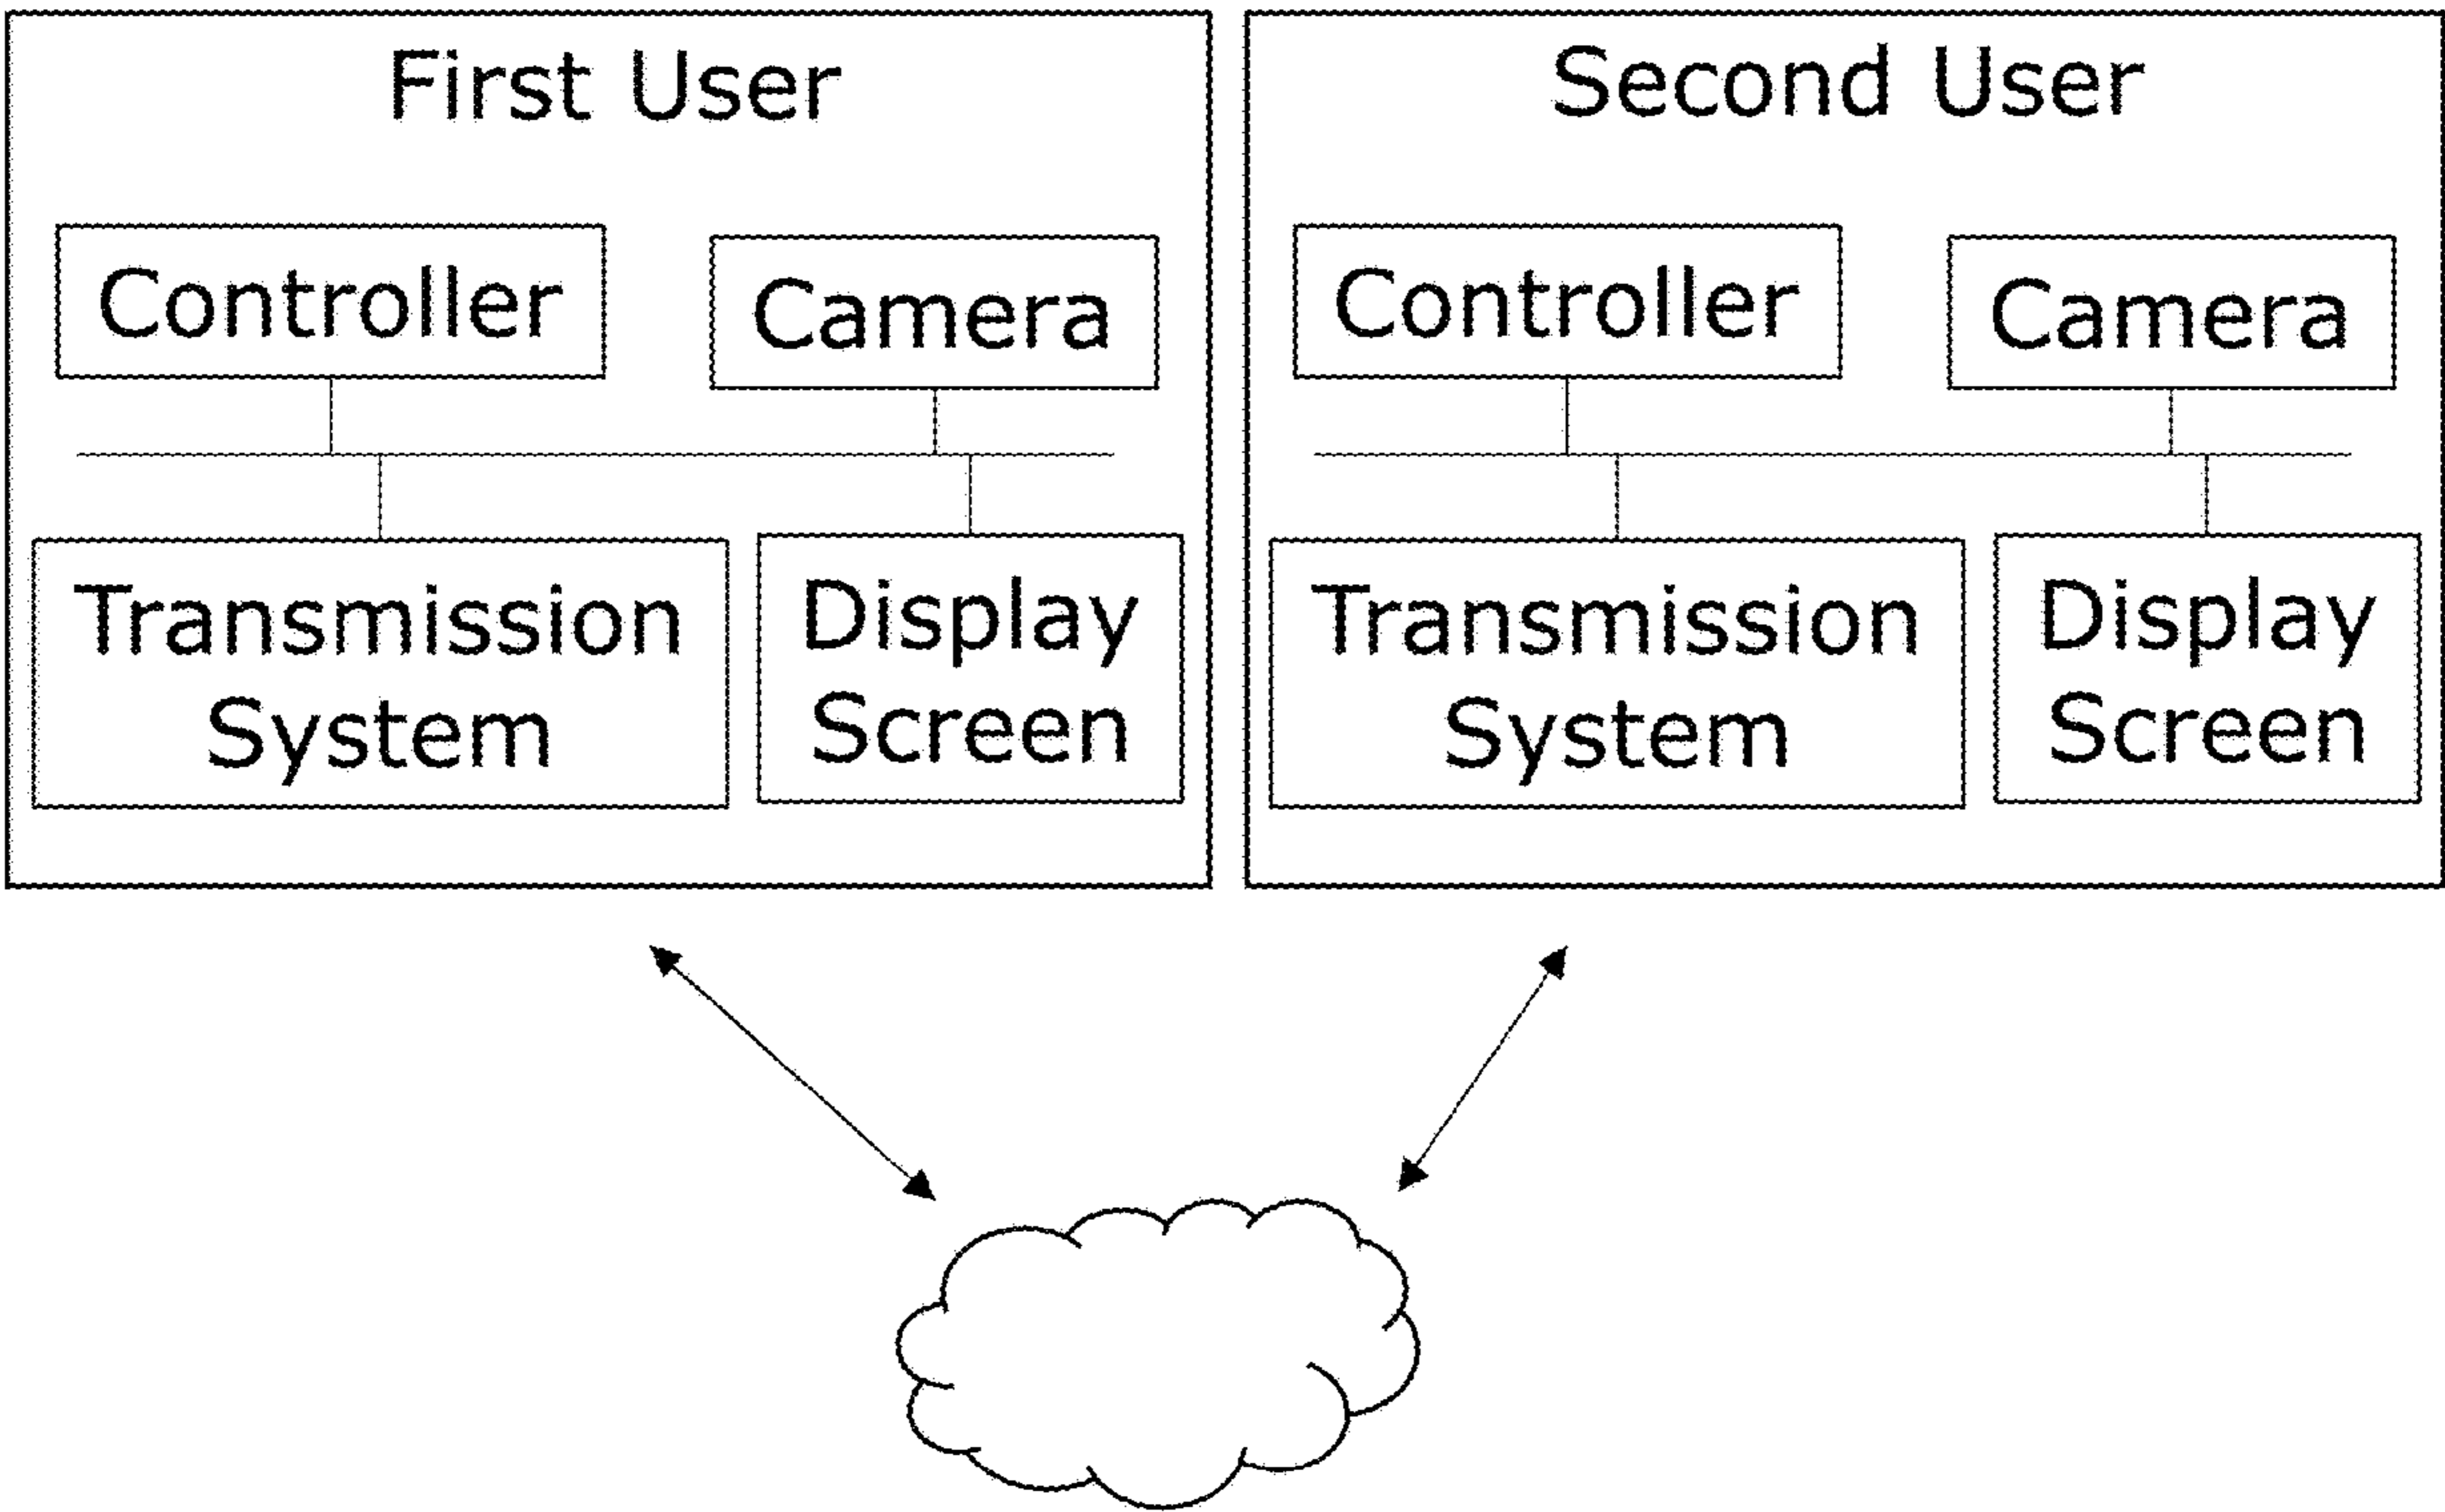 First User
Controller
Camera
Transmission
System
Display
Screen
Second User
Controller
Camera
Transmission
System
Display
Screen